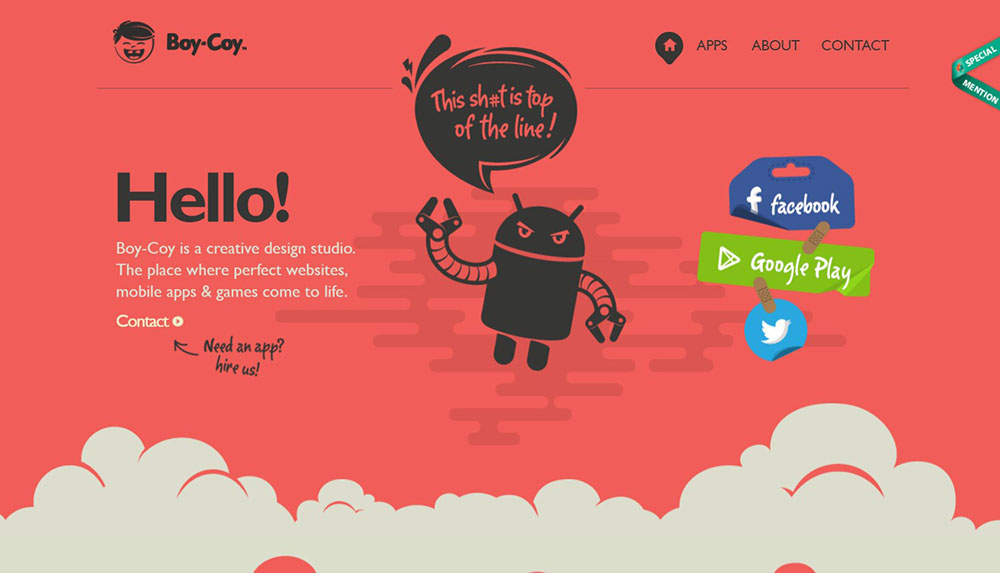 Boy-Coy™
APPS
ABOUT
CONTACT
SPECIAL
MENTION
This sh#t is top
of the line!
Hello!
Boy-Coy is a creative design studio.
The place where perfect websites,
mobile apps & games come to life.
Contact
Need an app?
hire us!
facebook
Google Play